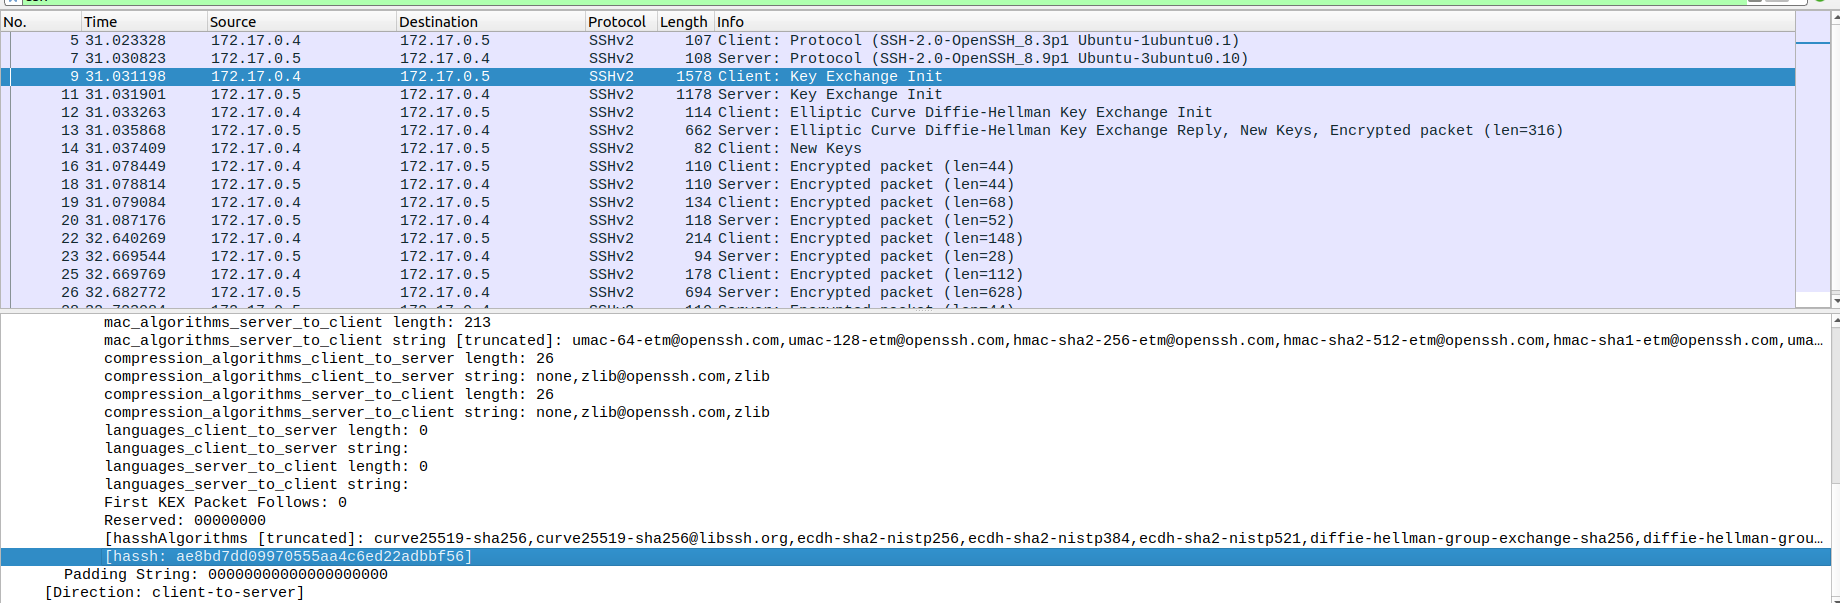 No. Time Source Destination Protocol Length Info
5 31.023328 172.17.0.4 172.17.0.5 SSHv2 107 Client: Protocol (SSH-2.0-OpenSSH_8.3p1 Ubuntu-1ubuntu0.1)
7 31.030823 172.17.0.5 172.17.0.4 SSHv2 108 Server: Protocol (SSH-2.0-OpenSSH_8.9p1 Ubuntu-3ubuntu0.10)
9 31.031198 172.17.0.4 172.17.0.5 SSHv2 1578 Client: Key Exchange Init
11 31.031901 172.17.0.5 172.17.0.4 SSHv2 1178 Server: Key Exchange Init
12 31.033263 172.17.0.4 172.17.0.5 SSHv2 114 Client: Elliptic Curve Diffie-Hellman Key Exchange Init
13 31.035868 172.17.0.5 172.17.0.4 SSHv2 662 Server: Elliptic Curve Diffie-Hellman Key Exchange Reply, New Keys, Encrypted packet (len=316)
14 31.037409 172.17.0.4 172.17.0.5 SSHv2 82 Client: New Keys
16 31.078449 172.17.0.4 172.17.0.5 SSHv2 110 Client: Encrypted packet (len=44)
18 31.078814 172.17.0.5 172.17.0.4 SSHv2 110 Server: Encrypted packet (len=44)
19 31.079084 172.17.0.4 172.17.0.5 SSHv2 134 Client: Encrypted packet (len=68)
20 31.087176 172.17.0.5 172.17.0.4 SSHv2 118 Server: Encrypted packet (len=52)
22 32.640269 172.17.0.4 172.17.0.5 SSHv2 214 Client: Encrypted packet (len=148)
23 32.669544 172.17.0.5 172.17.0.4 SSHv2 94 Server: Encrypted packet (len=28)
25 32.669769 172.17.0.4 172.17.0.5 SSHv2 178 Client: Encrypted packet (len=112)
26 32.682772 172.17.0.5 172.17.0.4 SSHv2 694 Server: Encrypted packet (len=628)
mac_algorithms_server_to_client length: 213
mac_algorithms_server_to_client string [truncated]: umac-64-etm@openssh.com,umac-128-etm@openssh.com,hmac-sha2-256-etm@openssh.com,hmac-sha2-512-etm@openssh.com,hmac-sha1-etm@openssh.com,uma…
compression_algorithms_client_to_server length: 26
compression_algorithms_client_to_server string: none,zlib@openssh.com,zlib
compression_algorithms_server_to_client length: 26
compression_algorithms_server_to_client string: none,zlib@openssh.com,zlib
languages_client_to_server length: 0
languages_client_to_server string:
languages_server_to_client length: 0
languages_server_to_client string:
First KEX Packet Follows: 0
Reserved: 00000000
[hasshAlgorithms [truncated]: curve25519-sha256,curve25519-sha256@libssh.org,ecdh-sha2-nistp256,ecdh-sha2-nistp384,ecdh-sha2-nistp521,diffie-hellman-group-exchange-sha256,diffie-hellman-grou…
[hassh: ae8bd7dd09970555aa4c6ed22adbbf56]
Padding String: 00000000000000000000
[Direction: client-to-server]